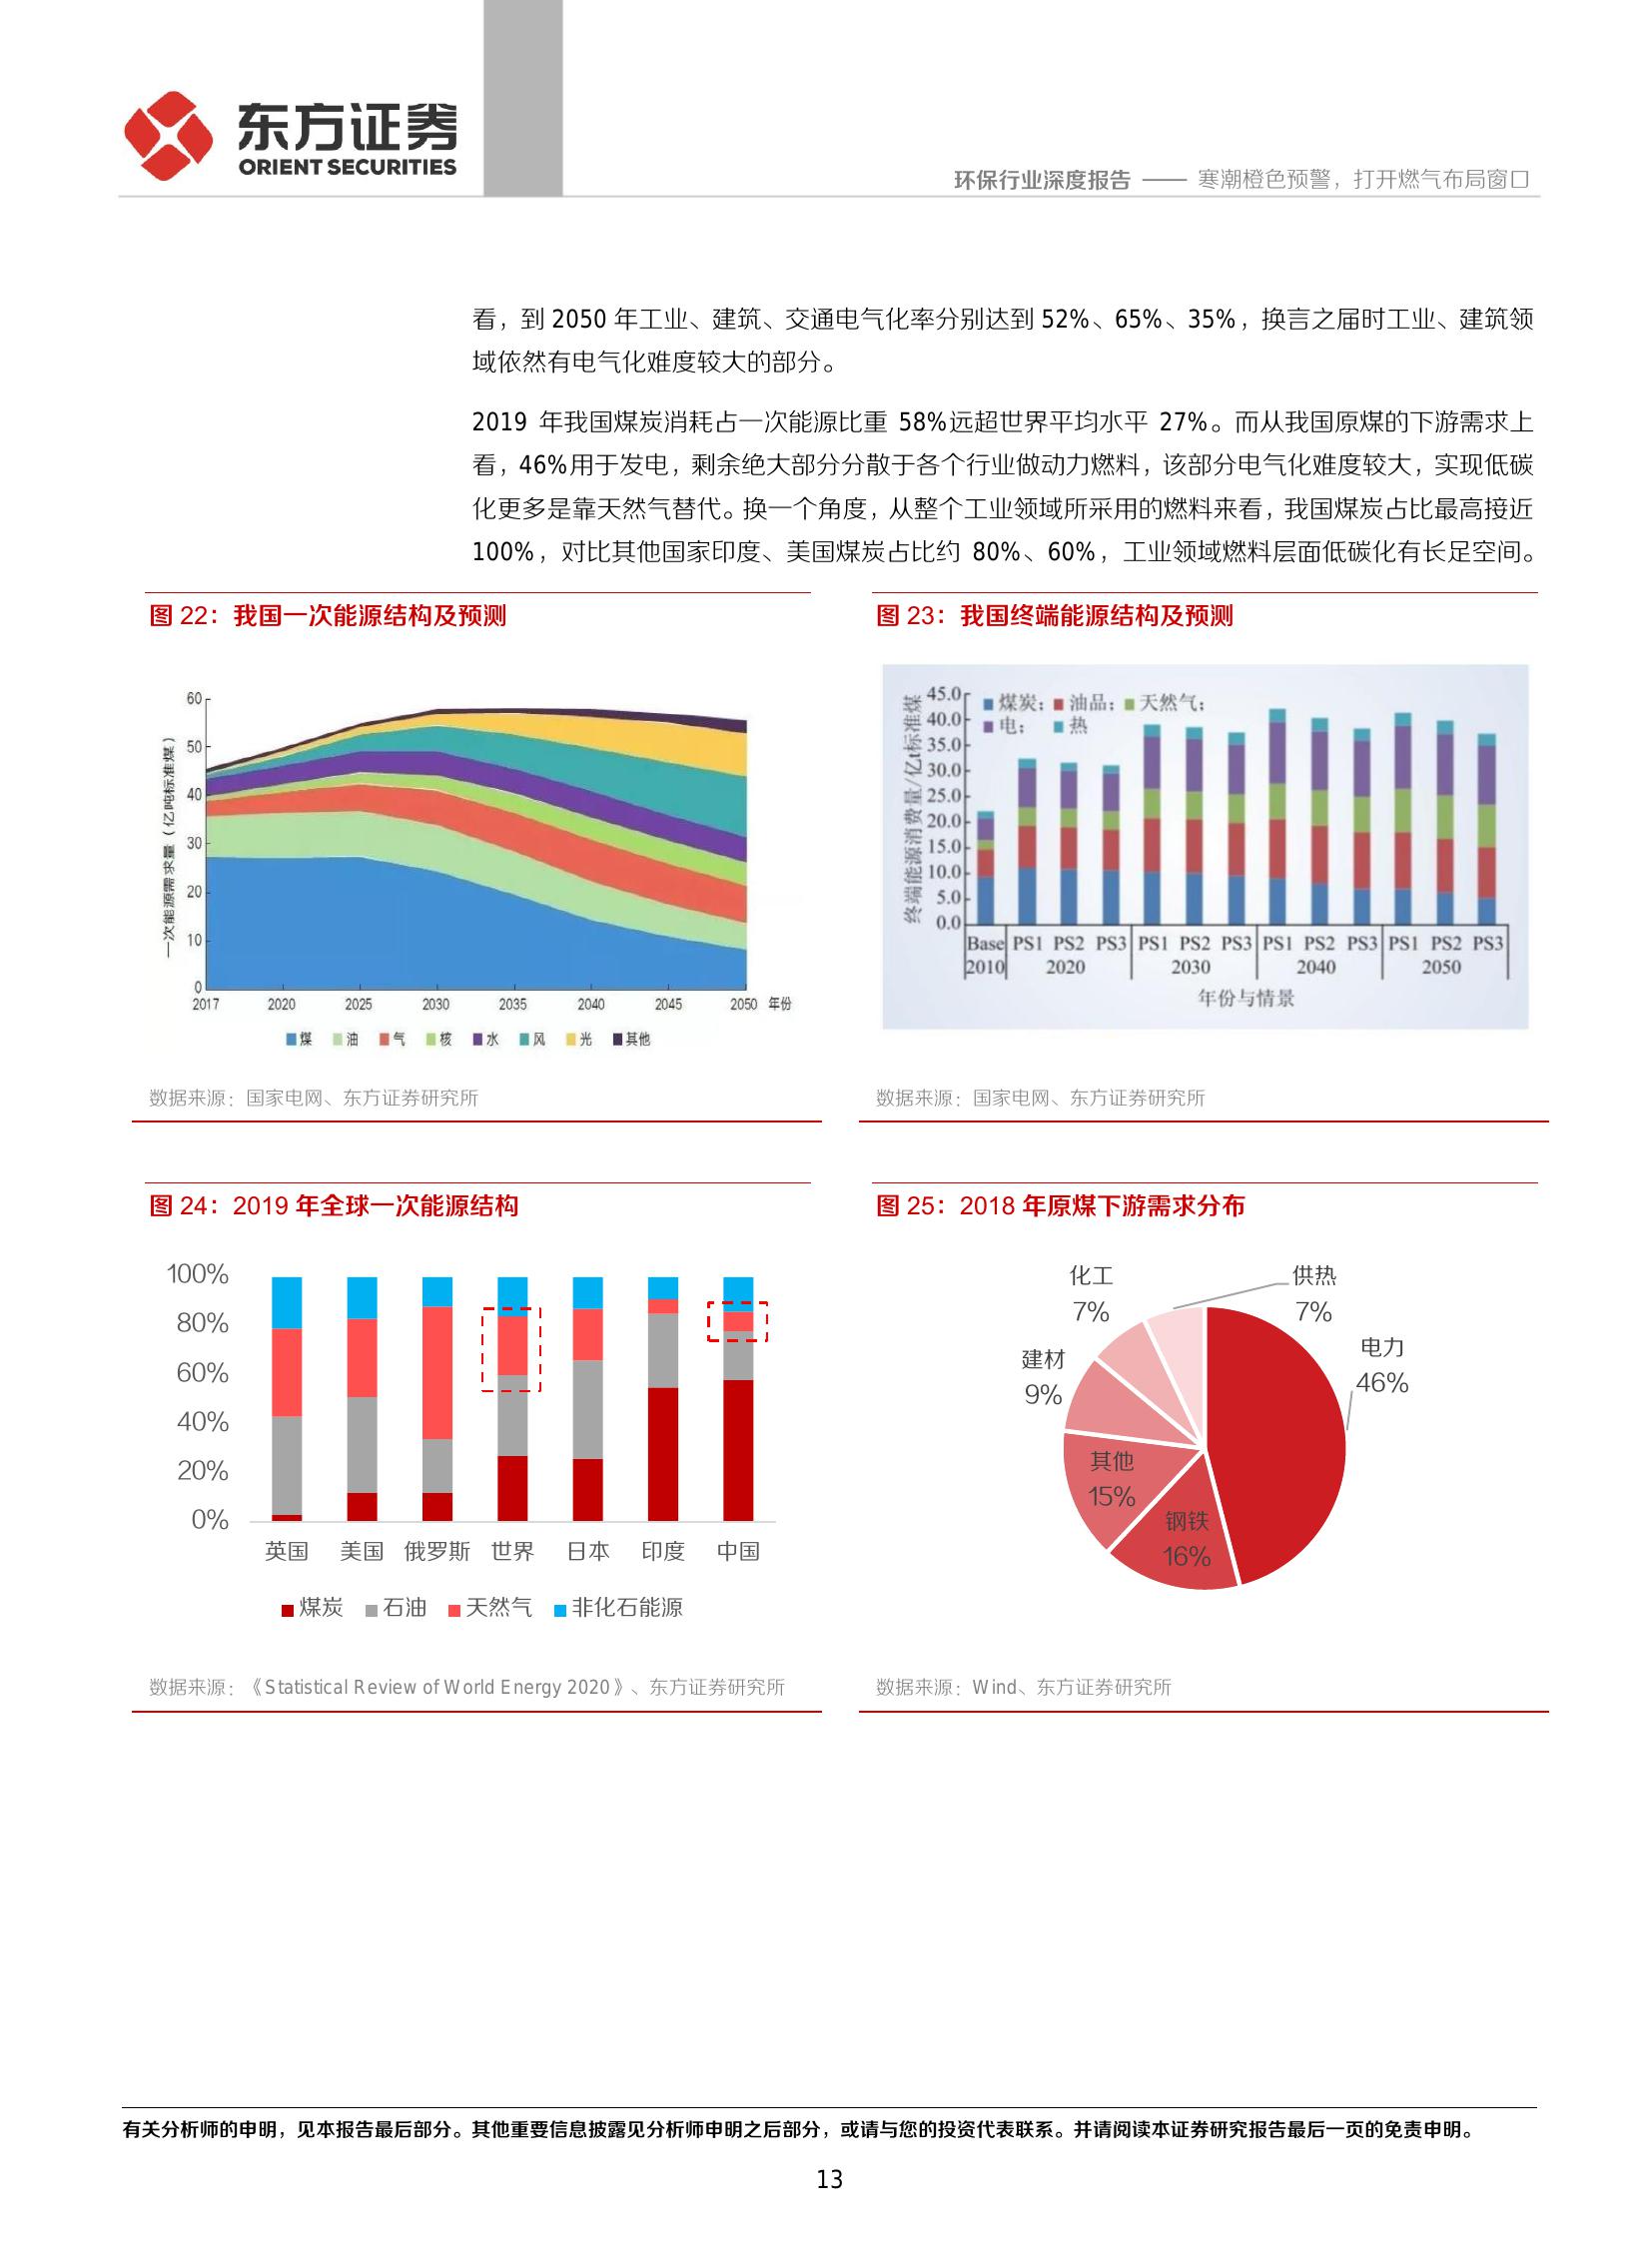 东方证券
ORIENT SECURITIES
环保行业深度报告 —— 寒潮橙色预警，打开燃气布局窗口
看，到 2050 年工业、建筑、交通电气化率分别达到 52%、65%、35%，换言之届时工业、建筑领
域依然有电气化难度较大的部分。
2019 年我国煤炭消耗占一次能源比重 58%远超世界平均水平 27%。而从我国原煤的下游需求上
看，46%用于发电，剩余绝大部分分散于各个行业做动力燃料，该部分电气化难度较大，实现低碳
化更多是靠天然气替代。换一个角度，从整个工业领域所采用的燃料来看，我国煤炭占比最高接近
100%，对比其他国家印度、美国煤炭占比约 80%、60%，工业领域燃料层面低碳化有长足空间。
图 22：我国一次能源结构及预测
一次能源需求量（亿吨标准煤）
60
50
40
30
20
10
0
2017 2020 2025 2030 2035 2040 2045 2050 年份
煤 油 气 核 水 风 光 其他
数据来源：国家电网、东方证券研究所
图 23：我国终端能源结构及预测
终端能源消费量/亿t标准煤
45.0
40.0
35.0
30.0
25.0
20.0
15.0
10.0
5.0
0.0
煤炭； 油品； 天然气；
电； 热
Base PS1 PS2 PS3 PS1 PS2 PS3 PS1 PS2 PS3 PS1 PS2 PS3
2010 2020 2030 2040 2050
年份与情景
数据来源：国家电网、东方证券研究所
图 24：2019 年全球一次能源结构
100%
80%
60%
40%
20%
0%
英国 美国 俄罗斯 世界 日本 印度 中国
煤炭 石油 天然气 非化石能源
数据来源：《Statistical Review of World Energy 2020》、东方证券研究所
图 25：2018 年原煤下游需求分布
化工
7%
供热
7%
电力
46%
建材
9%
其他
15%
钢铁
16%
数据来源：Wind、东方证券研究所
有关分析师的申明，见本报告最后部分。其他重要信息披露见分析师申明之后部分，或请与您的投资代表联系。并请阅读本证券研究报告最后一页的免责申明。
13